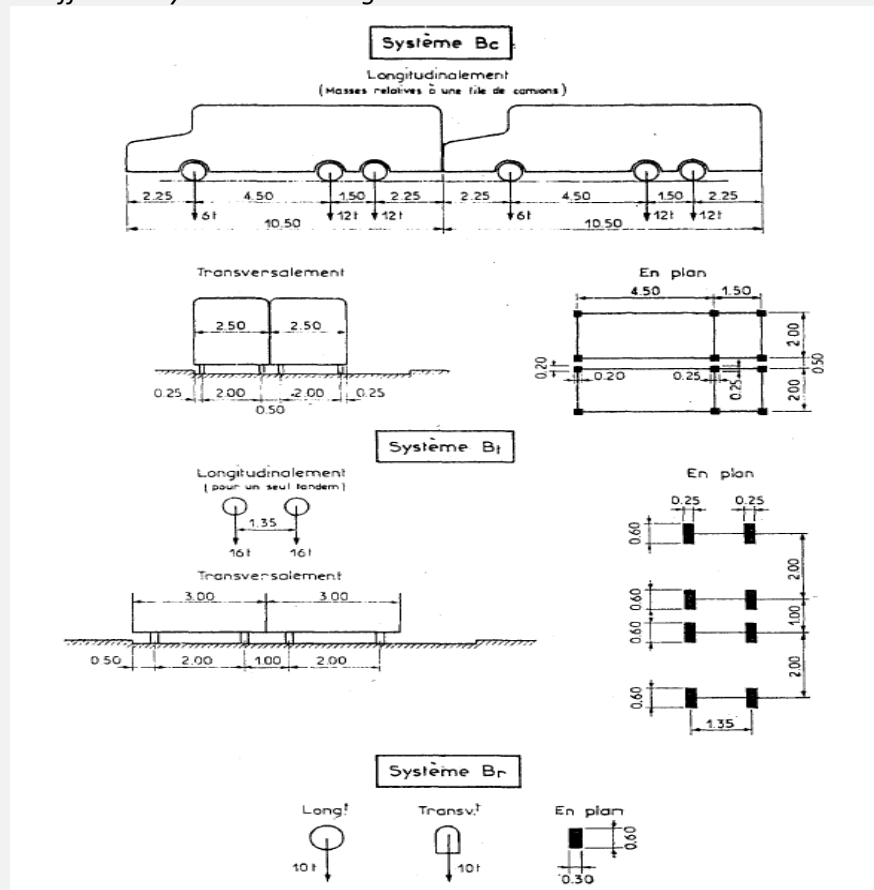 Système Bc
Longitudinalement
(Masses relatives à une file de camions)
2.25 4.50 1.50 2.25 2.25 4.50 1.50 2.25
6t 12t 12t 6t 12t 12t
10.50 10.50
Transversalement
2.50 2.50
0.25 2.00 2.00 0.25
0.50
En plan
4.50 1.50
2.00
0.50
0.20 0.20 0.25 0.25 2.00
Système Bt
Longitudinalement
(pour un seul tandem)
1.35
16t 16t
Transversalement
3.00 3.00
0.50 2.00 1.00 2.00
En plan
0.25 0.25
0.60
2.00
0.60
1.00
0.60
2.00
0.60
1.35
Système Br
Longt Transv.t En plan
0.60
10t 10t
0.30